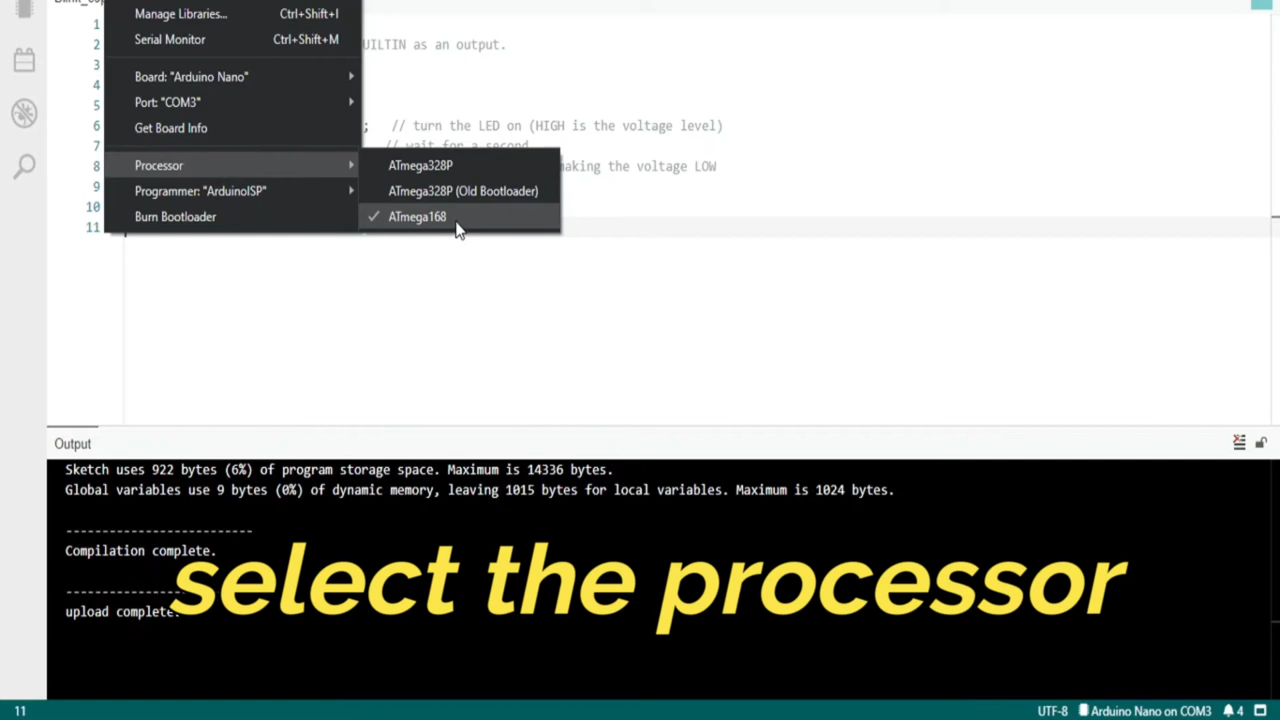 Manage Libraries... Ctrl+Shift+I
1
Serial Monitor Ctrl+Shift+M
2 UILTIN as an output.
3
Board: "Arduino Nano"
4
Port: "COM3"
5
Get Board Info
6 ; // turn the LED on (HIGH is the voltage level)
7 // wait for a second
8 making the voltage LOW
Processor
ATmega328P
9
Programmer: "ArduinoISP"
ATmega328P (Old Bootloader)
10
Burn Bootloader
✓ ATmega168
11
Output
Sketch uses 922 bytes (6%) of program storage space. Maximum is 14336 bytes.
Global variables use 9 bytes (0%) of dynamic memory, leaving 1015 bytes for local variables. Maximum is 1024 bytes.
--------------------------
Compilation complete.
upload complete.
select the processor
11 UTF-8 Arduino Nano on COM3 4